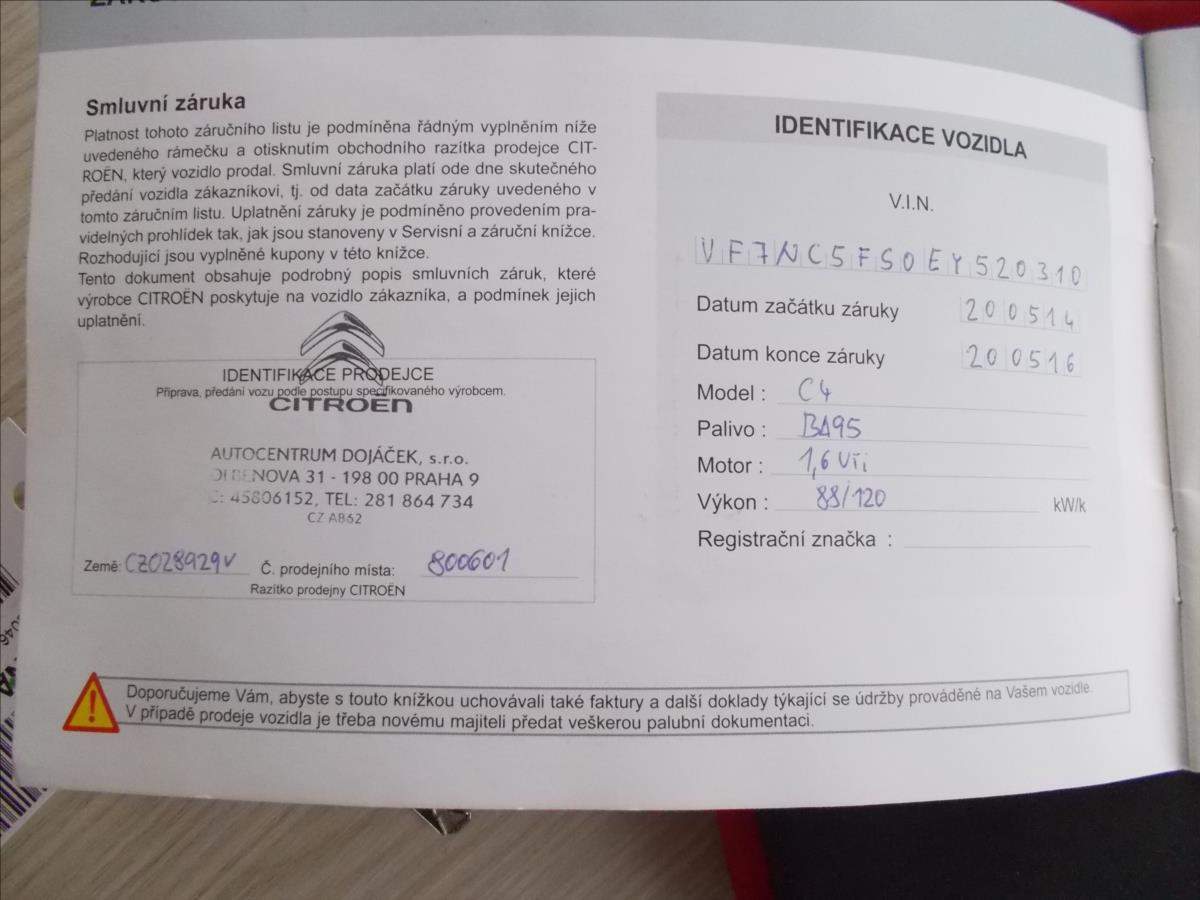 Smluvní záruka
Platnost tohoto záručního listu je podmíněna řádným vyplněním níže
uvedeného rámečku a otisknutím obchodního razítka prodejce CIT-
ROËN, který vozidlo prodal. Smluvní záruka platí ode dne skutečného
předání vozidla zákazníkovi, tj. od data začátku záruky uvedeného v
tomto záručním listu. Uplatnění záruky je podmíněno provedením pra-
videlných prohlídek tak, jak jsou stanoveny v Servisní a záruční knížce.
Rozhodující jsou vyplněné kupony v této knížce.
Tento dokument obsahuje podrobný popis smluvních záruk, které
výrobce CITROËN poskytuje na vozidlo zákazníka, a podmínek jejich
uplatnění.
IDENTIFIKACE PRODEJCE
Příprava, předání vozu podle postupu specifikovaného výrobcem.
CITROËN
AUTOCENTRUM DOJÁČEK, s.r.o.
31 - 198 00 PRAHA 9
45806152, TEL: 281 864 734
CZ A862
Země: CZ028929V Č. prodejního místa: 800601
Razítko prodejny CITROËN
IDENTIFIKACE VOZIDLA
V.I.N.
VF7NC5FS0EY520310
Datum začátku záruky 200514
Datum konce záruky 200516
Model : C4
Palivo : BA95
Motor : 1,6 VTi
Výkon : 88/120 kW/k
Registrační značka :
Doporučujeme Vám, abyste s touto knížkou uchovávali také faktury a další doklady týkající se údržby prováděné na Vašem vozidle.
V případě prodeje vozidla je třeba novému majiteli předat veškerou palubní dokumentaci.